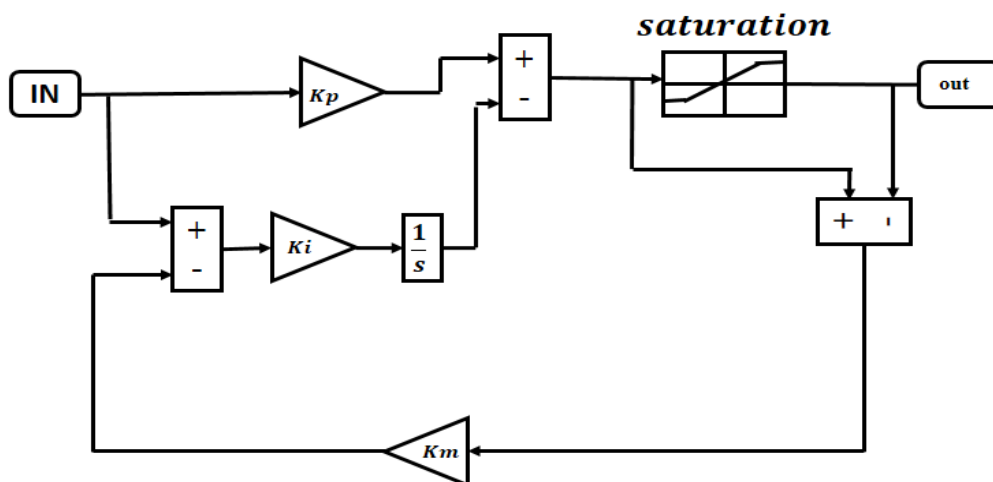 saturation
IN
Kp
+
-
out
+
-
Ki
1
s
+ -
Km